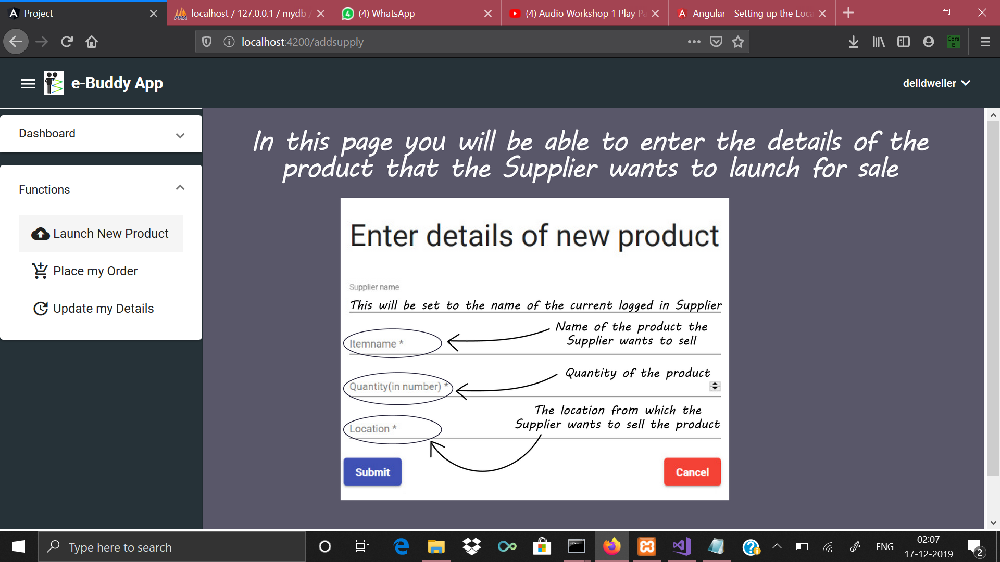 Project
localhost / 127.0.0.1 / mydb /
(4) WhatsApp
(4) Audio Workshop 1 Play Pa
Angular - Setting up the Loca
localhost:4200/addsupply
Cors
E
e-Buddy App
delldweller
Dashboard
Functions
Launch New Product
Place my Order
Update my Details
In this page you will be able to enter the details of the
product that the Supplier wants to launch for sale
Enter details of new product
Supplier name
This will be set to the name of the current logged in Supplier
Name of the product the
Supplier wants to sell
Itemname *
Quantity of the product
Quantity(in number) *
The location from which the
Supplier wants to sell the product
Location *
Submit
Cancel
Type here to search
ENG
02:07
17-12-2019
2